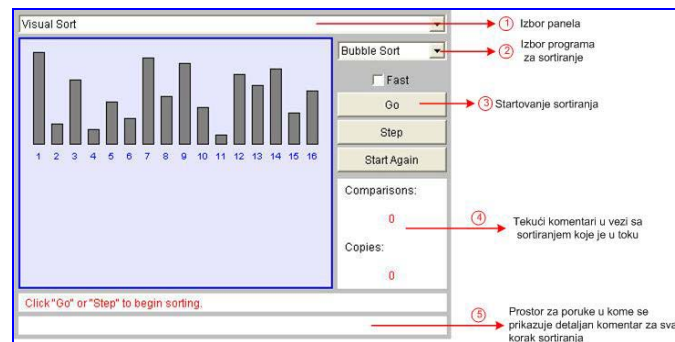 Visual Sort
1 Izbor panela
Bubble Sort
2 Izbor programa
za sortiranje
Fast
Go
3 Startovanje sortiranja
Step
Start Again
1 2 3 4 5 6 7 8 9 10 11 12 13 14 15 16
Comparisons:
0
4 Tekući komentari u vezi sa
sortiranjem koje je u toku
Copies:
0
Click "Go" or "Step" to begin sorting.
5 Prostor za poruke u kome se
prikazuje detaljan komentar za sva
korak sortiranja